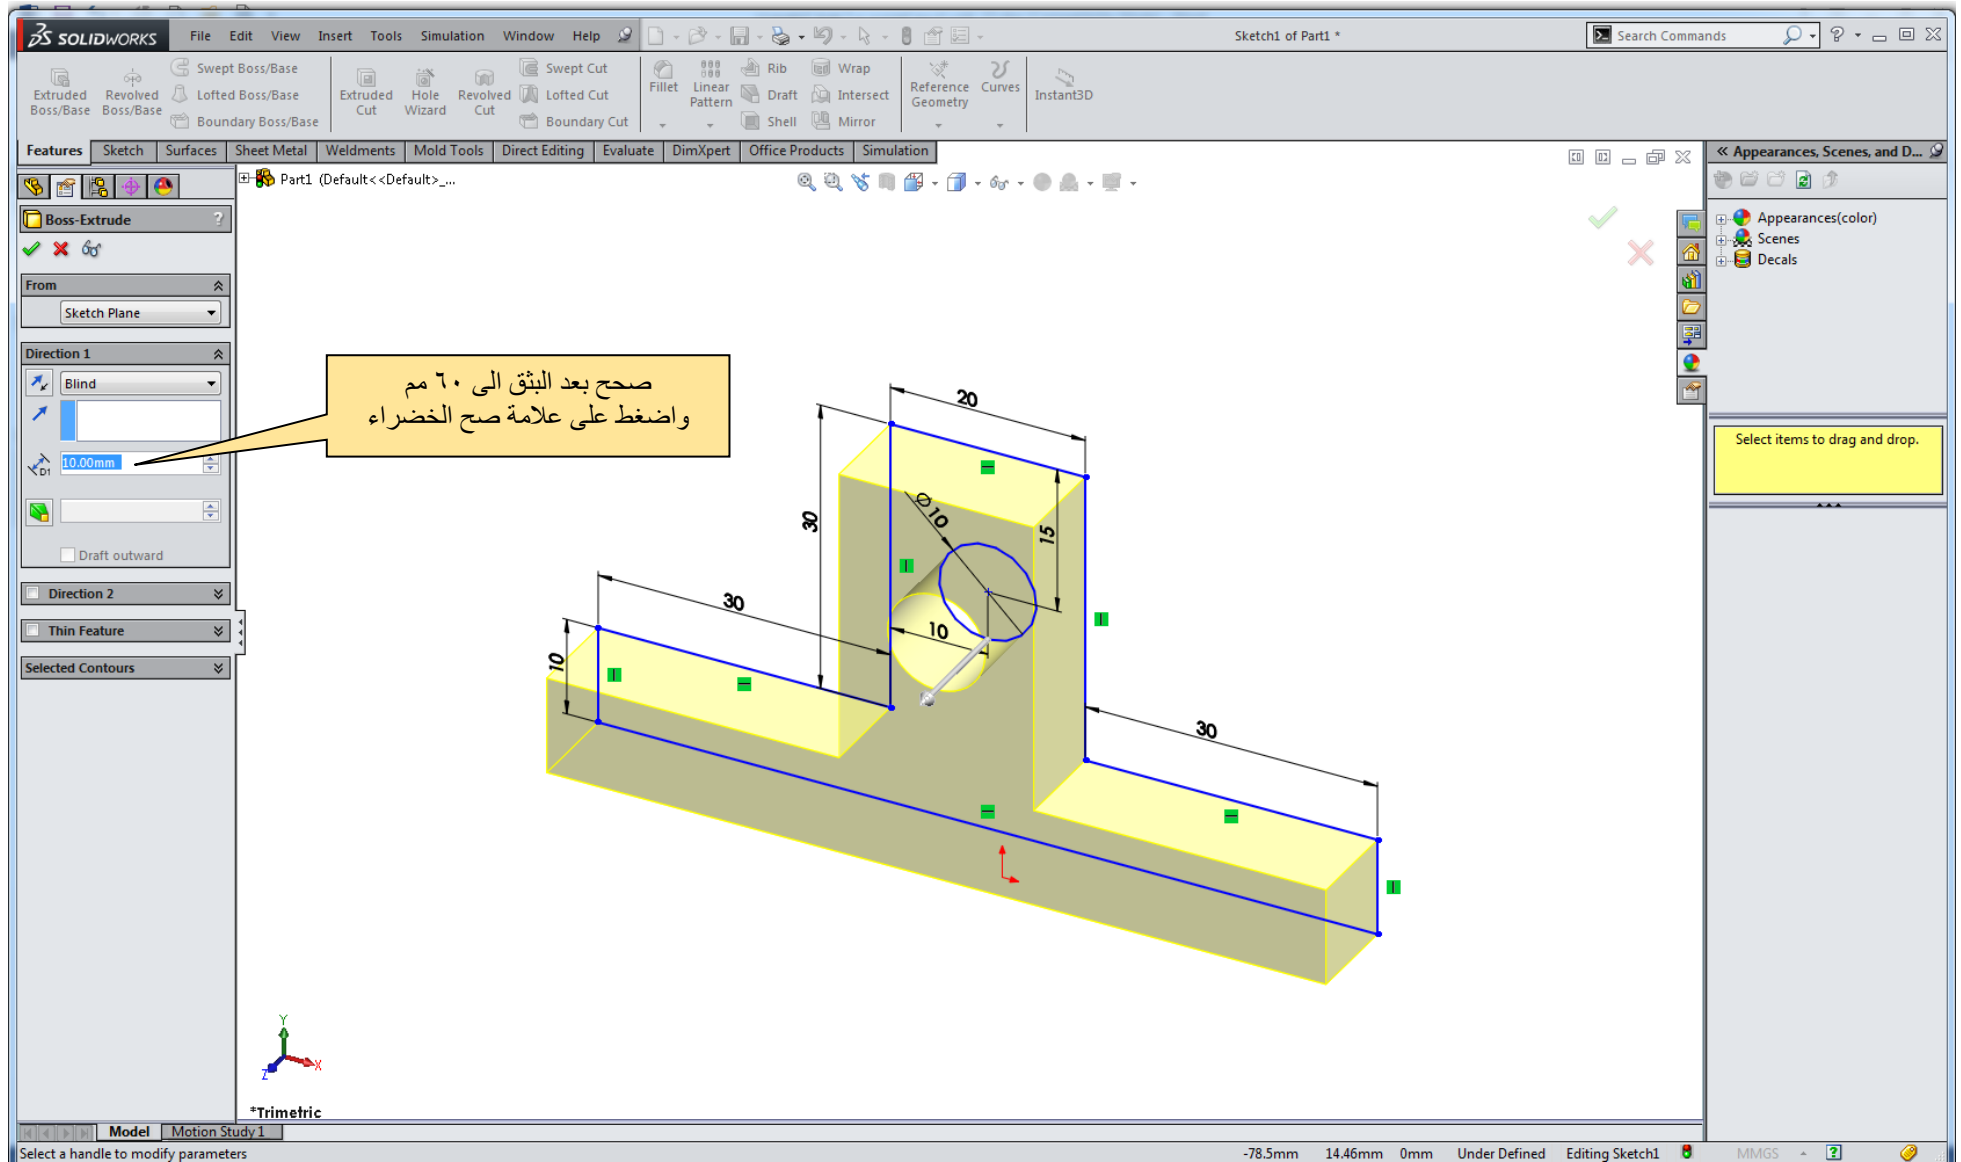 SOLIDWORKS File Edit View Insert Tools Simulation Window Help Sketch1 of Part1 * Search Commands
Extruded Boss/Base
Revolved Boss/Base
Swept Boss/Base
Lofted Boss/Base
Boundary Boss/Base
Extruded Cut
Hole Wizard
Revolved Cut
Swept Cut
Lofted Cut
Boundary Cut
Fillet
Linear Pattern
Rib
Draft
Shell
Wrap
Intersect
Mirror
Reference Geometry
Curves
Instant3D
Features Sketch Surfaces Sheet Metal Weldments Mold Tools Direct Editing Evaluate DimXpert Office Products Simulation
Part1 (Default<<Default>_...
Boss-Extrude ?
From
Sketch Plane
Direction 1
Blind
D1
10.00mm
Draft outward
Direction 2
Thin Feature
Selected Contours
صحح بعد البثق الى ٦٠ مم
واضغط على علامة صح الخضراء
20
30
Ø10
15
30
10
10
30
Y
X
Z
*Trimetric
« Appearances, Scenes, and D...
Appearances(color)
Scenes
Decals
Select items to drag and drop.
Model Motion Study 1
Select a handle to modify parameters -78.5mm 14.46mm 0mm Under Defined Editing Sketch1 MMGS ?